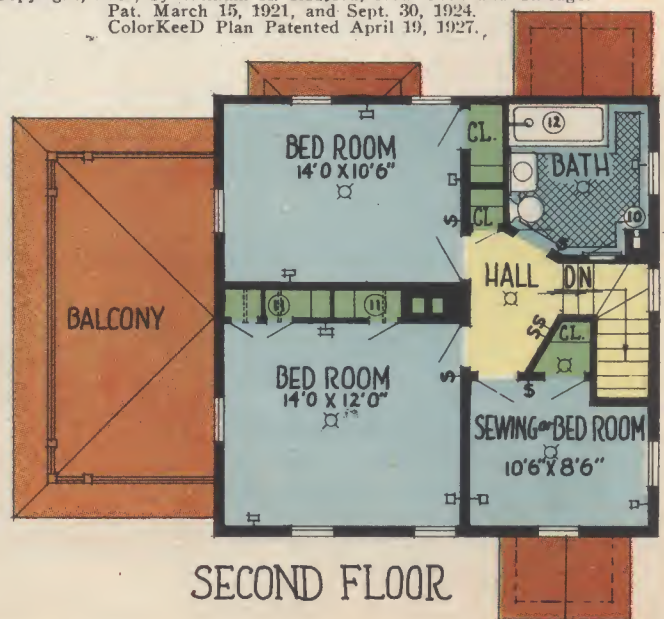 Pat. March 15, 1921, and Sept. 30, 1924.
ColorKeeD Plan Patented April 19, 1927.
BED ROOM
14'0 X 10'6"
CL.
12
BATH
10
CL
S
S
HALL
DN
BALCONY
11
11
SS
CL.
BED ROOM
14'0 X 12'0"
S
S
SEWING OR BED ROOM
10'6" X 8'6"
SECOND FLOOR